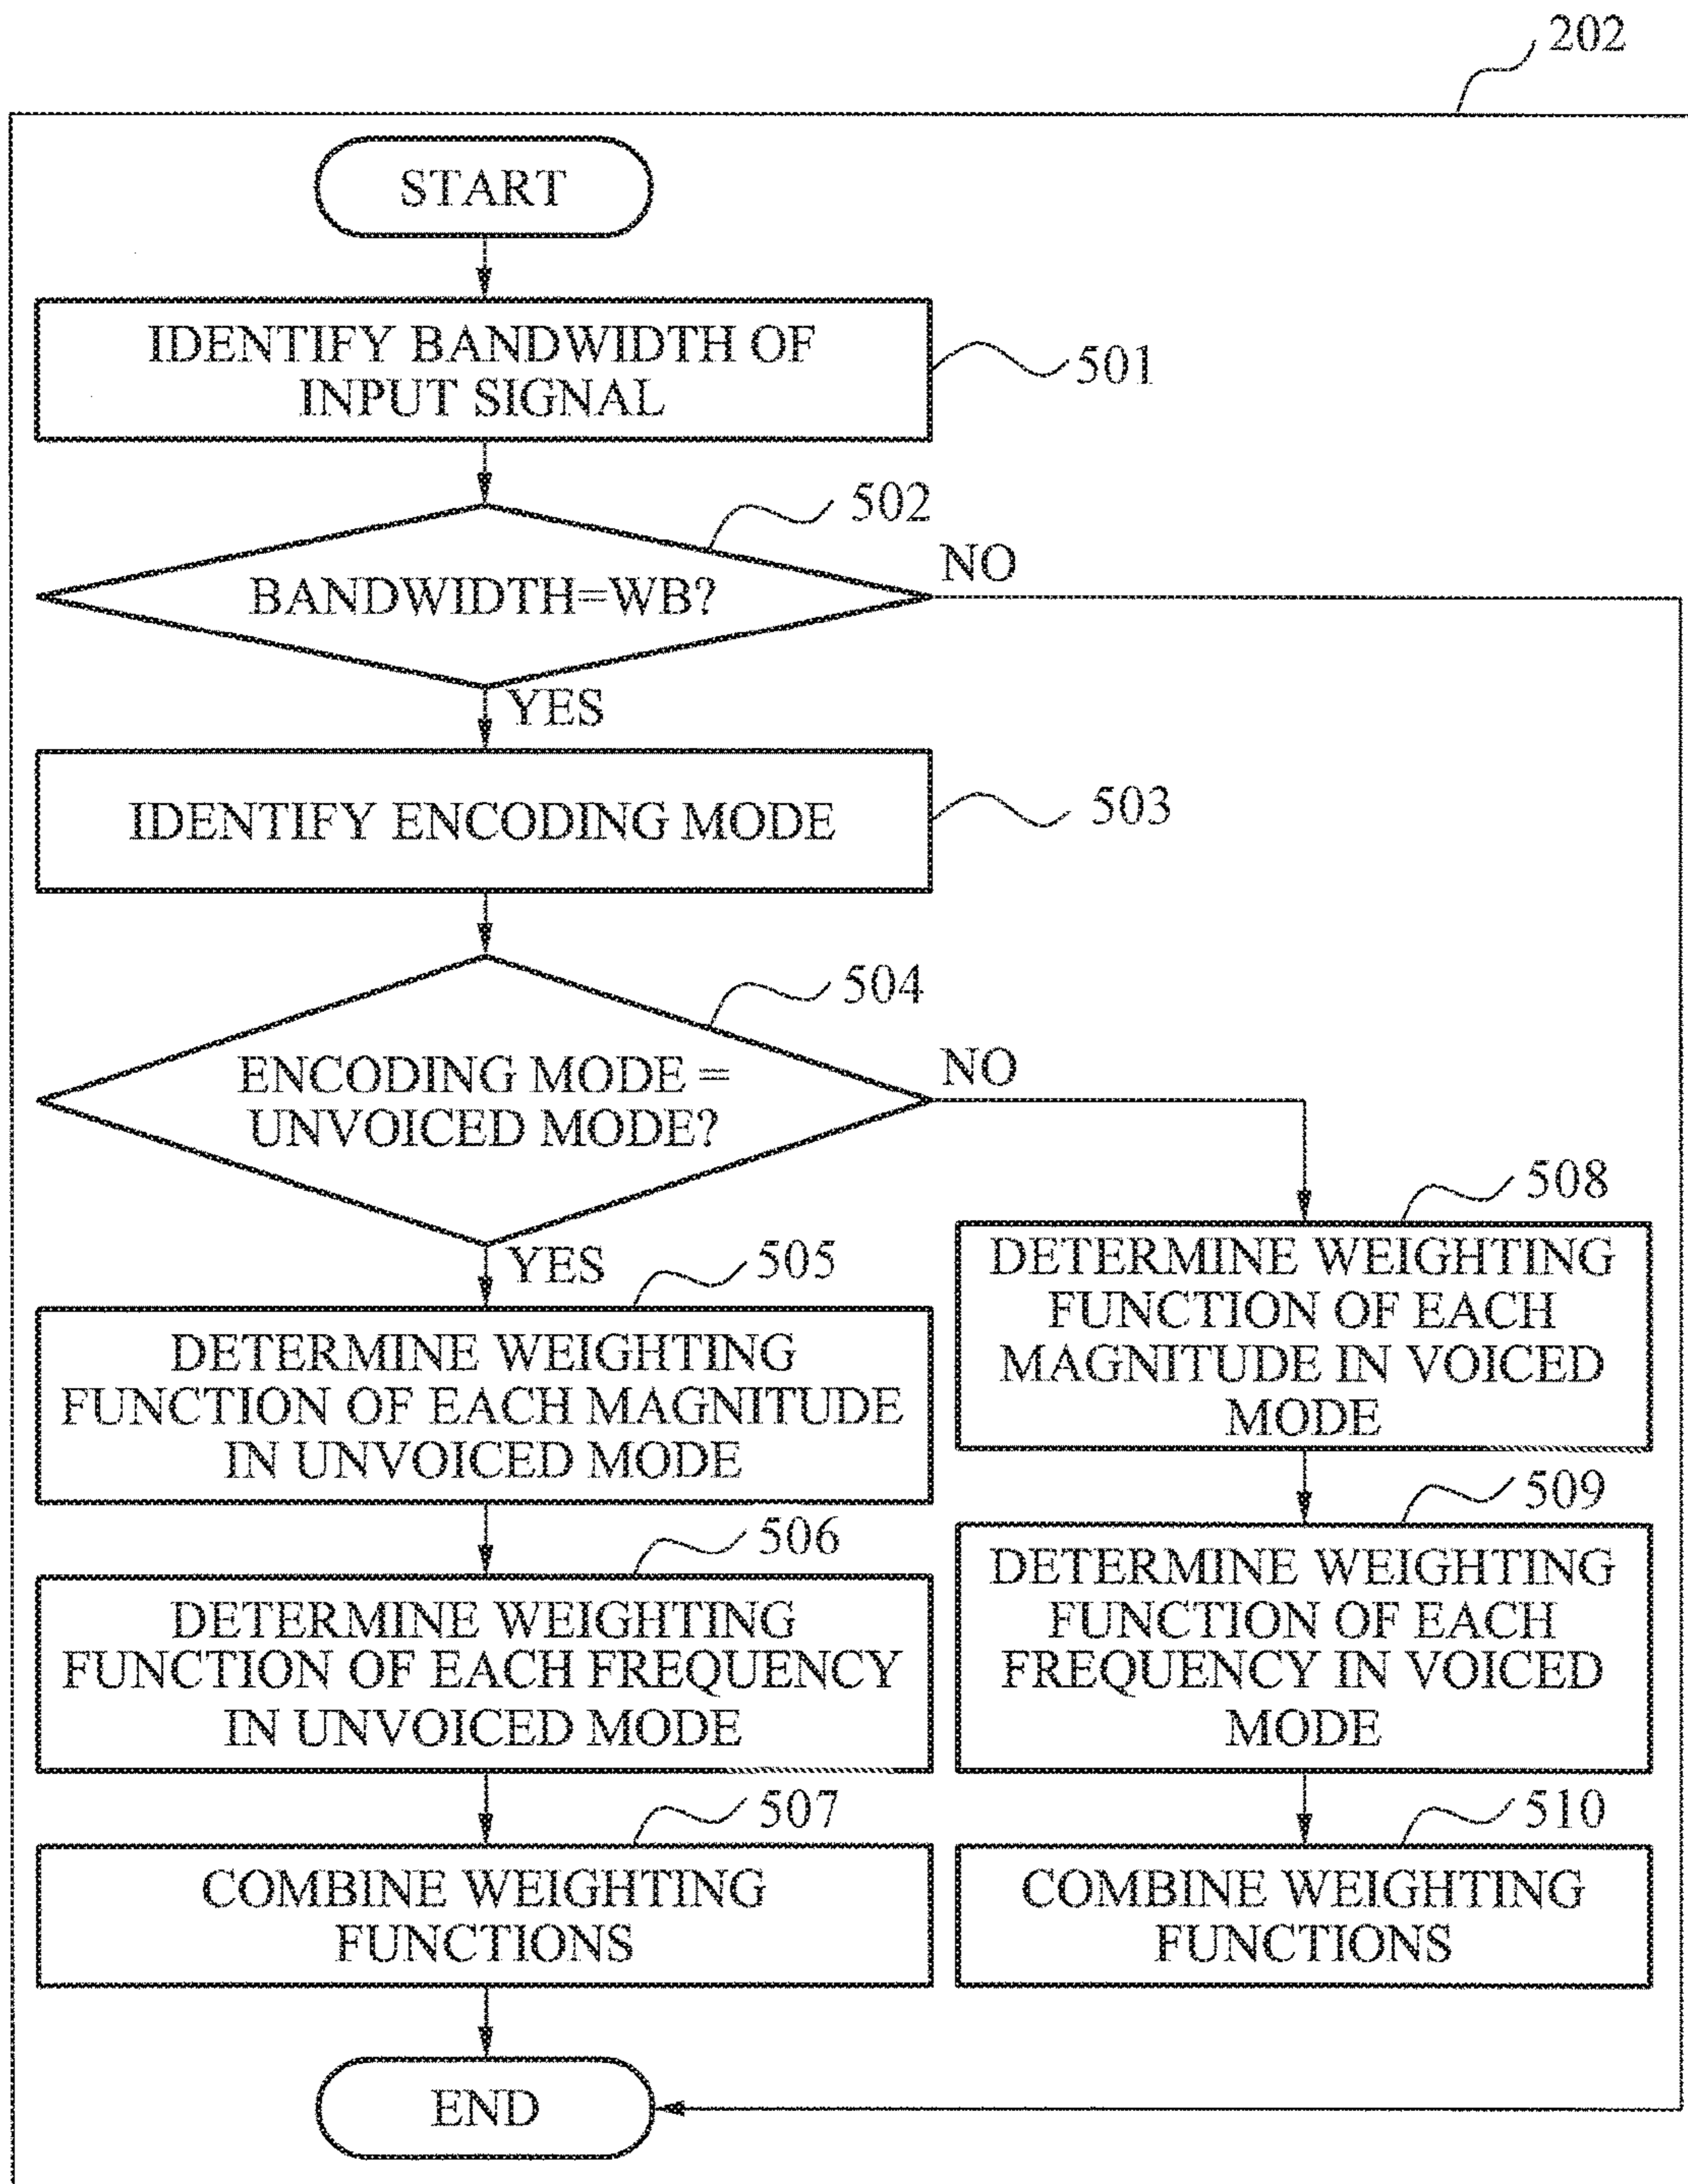 202
START
IDENTIFY BANDWIDTH OF
INPUT SIGNAL
501
502
BANDWIDTH=WB?
NO
YES
IDENTIFY ENCODING MODE
503
504
ENCODING MODE =
UNVOICED MODE?
NO
YES
505
DETERMINE WEIGHTING
FUNCTION OF EACH MAGNITUDE
IN UNVOICED MODE
506
DETERMINE WEIGHTING
FUNCTION OF EACH FREQUENCY
IN UNVOICED MODE
507
COMBINE WEIGHTING
FUNCTIONS
508
DETERMINE WEIGHTING
FUNCTION OF EACH
MAGNITUDE IN VOICED
MODE
509
DETERMINE WEIGHTING
FUNCTION OF EACH
FREQUENCY IN VOICED
MODE
510
COMBINE WEIGHTING
FUNCTIONS
END